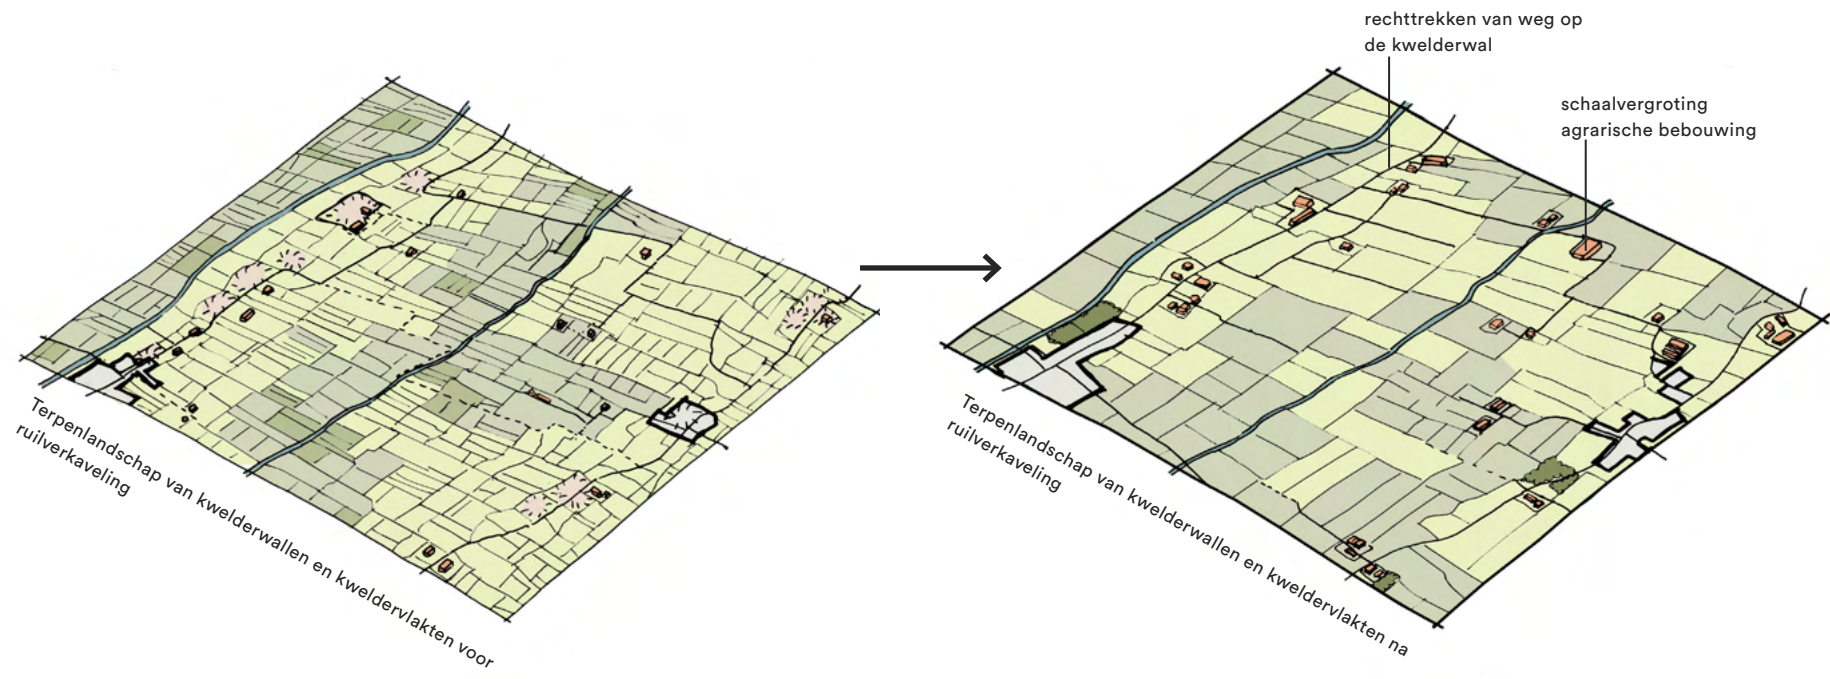 rechttrekken van weg op
de kwelderwal
schaalvergroting
agrarische bebouwing
Terpenlandschap van kwelderwallen en kweldervlakten voor
ruilverkaveling
Terpenlandschap van kwelderwallen en kweldervlakten na
ruilverkaveling